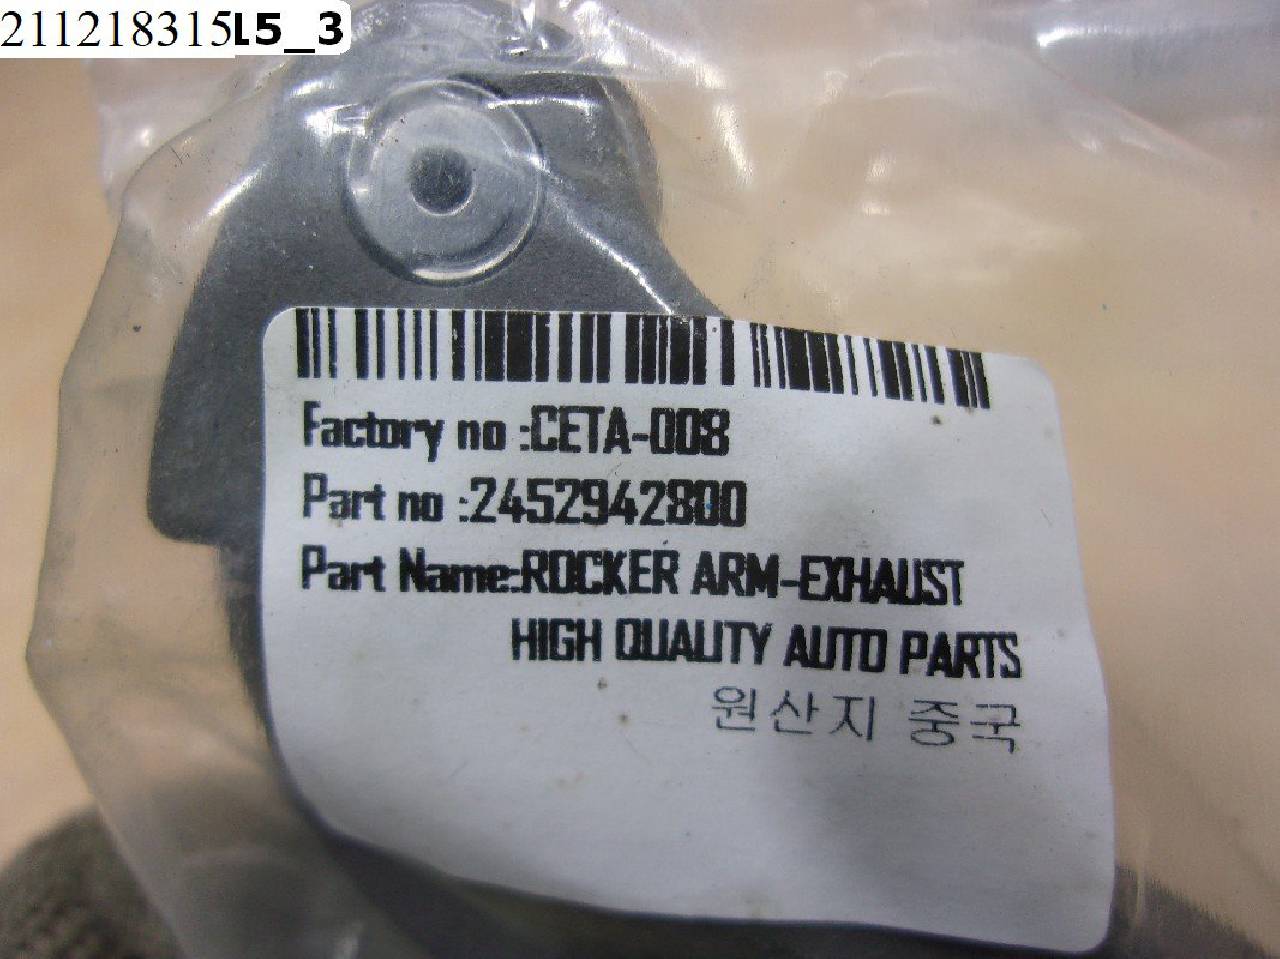 211218315L5_3
Factory no :CETA-008
Part no :2452942800
Part Name:ROCKER ARM-EXHAUST
HIGH QUALITY AUTO PARTS
원산지 중국